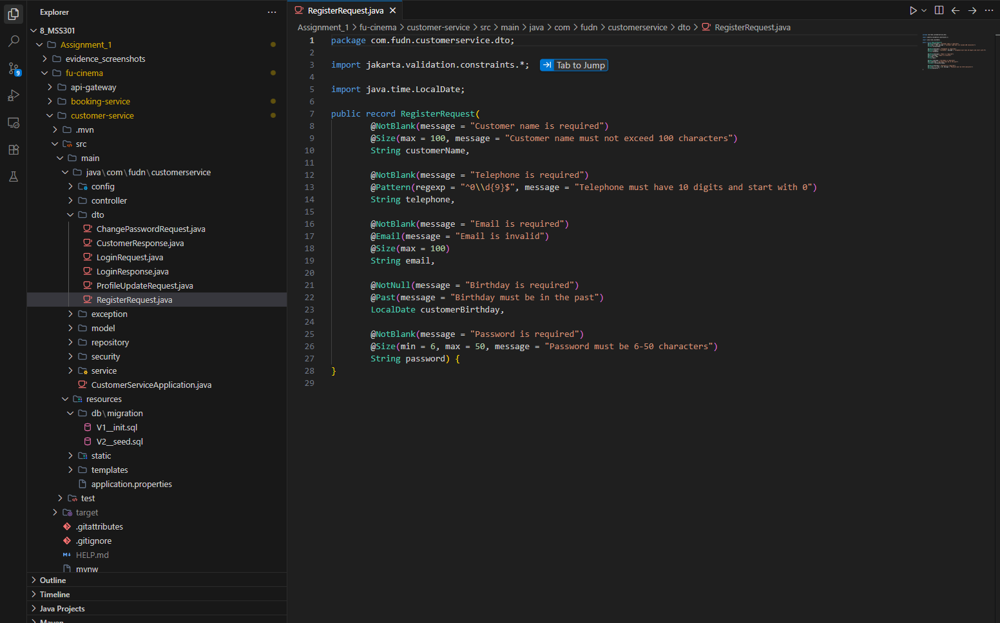 Explorer
8_MSS301
Assignment_1
evidence_screenshots
fu-cinema
api-gateway
booking-service
customer-service
.mvn
src
main
java\com\fudn\customerservice
config
controller
dto
ChangePasswordRequest.java
CustomerResponse.java
LoginRequest.java
LoginResponse.java
ProfileUpdateRequest.java
RegisterRequest.java
exception
model
repository
security
service
CustomerServiceApplication.java
resources
db\migration
V1__init.sql
V2__seed.sql
static
templates
application.properties
test
target
.gitattributes
.gitignore
HELP.md
mvnw
Outline
Timeline
Java Projects
Maven
9
RegisterRequest.java
Assignment_1 > fu-cinema > customer-service > src > main > java > com > fudn > customerservice > dto > RegisterRequest.java
1 package com.fudn.customerservice.dto;
2
3 import jakarta.validation.constraints.*; Tab to Jump
4
5 import java.time.LocalDate;
6
7 public record RegisterRequest(
8 @NotBlank(message = "Customer name is required")
9 @Size(max = 100, message = "Customer name must not exceed 100 characters")
10 String customerName,
11
12 @NotBlank(message = "Telephone is required")
13 @Pattern(regexp = "^0\\d{9}$", message = "Telephone must have 10 digits and start with 0")
14 String telephone,
15
16 @NotBlank(message = "Email is required")
17 @Email(message = "Email is invalid")
18 @Size(max = 100)
19 String email,
20
21 @NotNull(message = "Birthday is required")
22 @Past(message = "Birthday must be in the past")
23 LocalDate customerBirthday,
24
25 @NotBlank(message = "Password is required")
26 @Size(min = 6, max = 50, message = "Password must be 6-50 characters")
27 String password) {
28 }
29